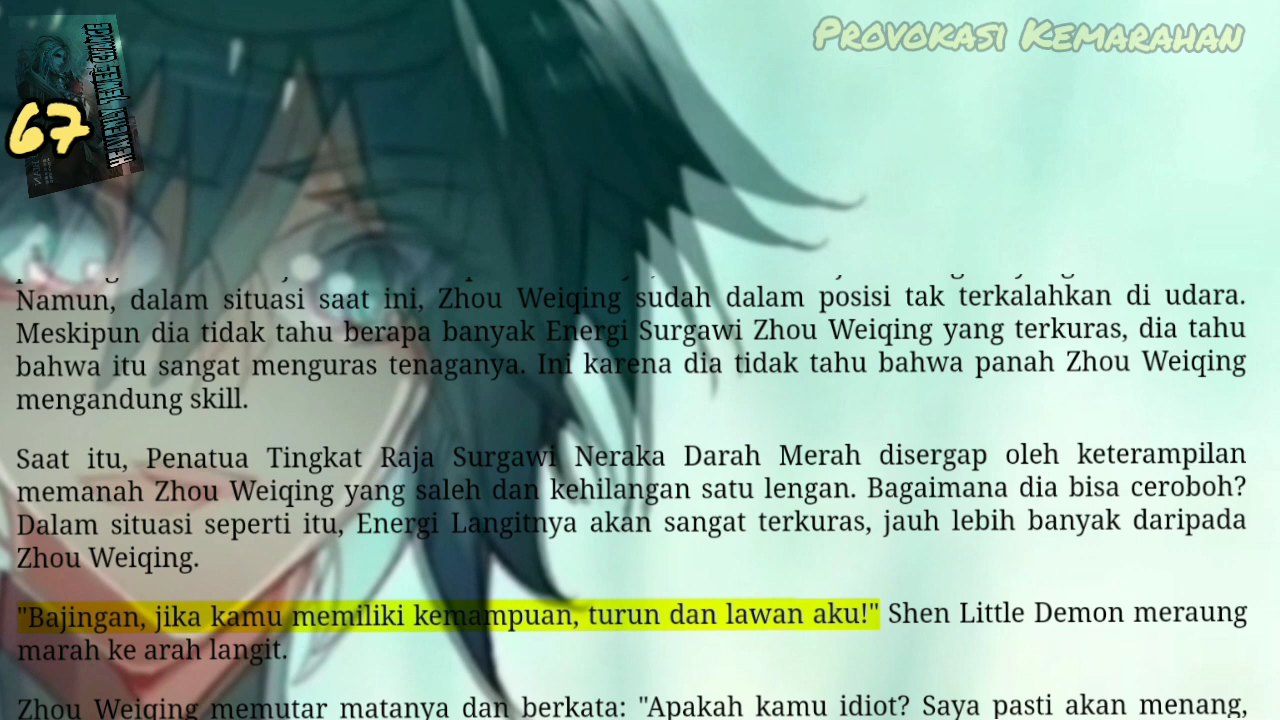 Provokasi Kemarahan
HEAVENLY JEWEL CHANGE
67
Namun, dalam situasi saat ini, Zhou Weiqing sudah dalam posisi tak terkalahkan di udara.
Meskipun dia tidak tahu berapa banyak Energi Surgawi Zhou Weiqing yang terkuras, dia tahu
bahwa itu sangat menguras tenaganya. Ini karena dia tidak tahu bahwa panah Zhou Weiqing
mengandung skill.
Saat itu, Penatua Tingkat Raja Surgawi Neraka Darah Merah disergap oleh keterampilan
memanah Zhou Weiqing yang saleh dan kehilangan satu lengan. Bagaimana dia bisa ceroboh?
Dalam situasi seperti itu, Energi Langitnya akan sangat terkuras, jauh lebih banyak daripada
Zhou Weiqing.
"Bajingan, jika kamu memiliki kemampuan, turun dan lawan aku!" Shen Little Demon meraung
marah ke arah langit.
Zhou Weiqing memutar matanya dan berkata: "Apakah kamu idiot? Saya pasti akan menang,